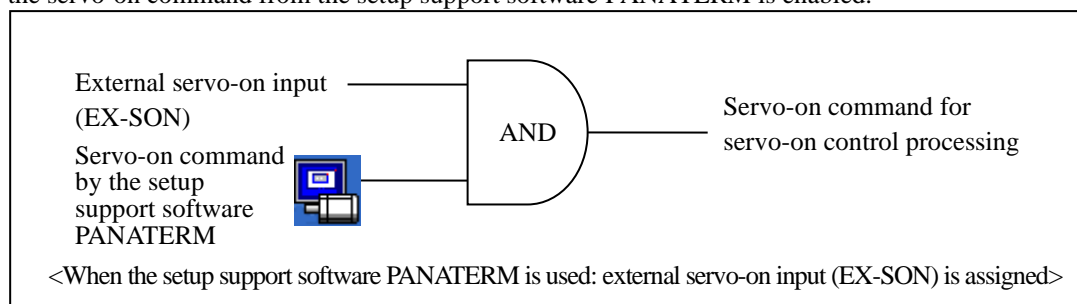 the servo-on command from the setup support software PANATERM is enabled.
External servo-on input
(EX-SON)
Servo-on command
by the setup
support software
PANATERM
AND
Servo-on command for
servo-on control processing
<When the setup support software PANATERM is used: external servo-on input (EX-SON) is assigned>